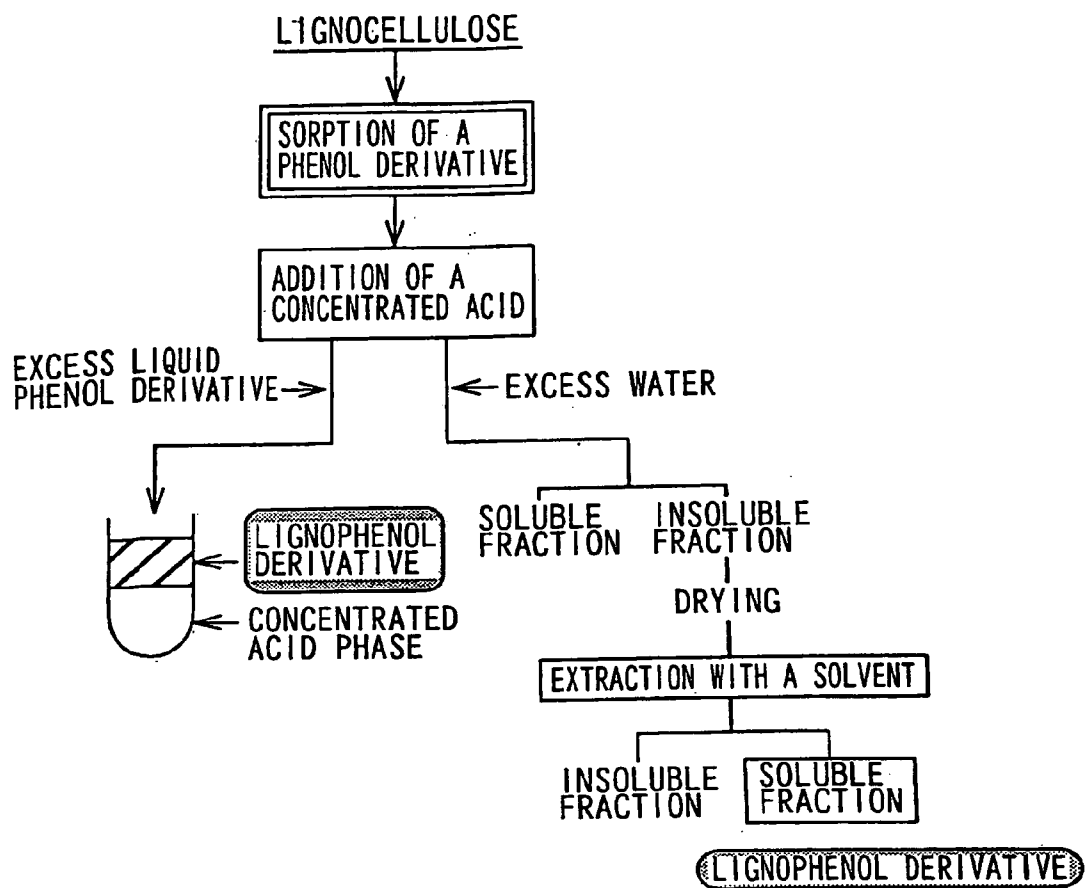 LIGNOCELLULOSE
SORPTION OF A
PHENOL DERIVATIVE
ADDITION OF A
CONCENTRATED ACID
EXCESS LIQUID
PHENOL DERIVATIVE
EXCESS WATER
LIGNOPHENOL
DERIVATIVE
CONCENTRATED
ACID PHASE
SOLUBLE
FRACTION
INSOLUBLE
FRACTION
DRYING
EXTRACTION WITH A SOLVENT
INSOLUBLE
FRACTION
SOLUBLE
FRACTION
LIGNOPHENOL DERIVATIVE